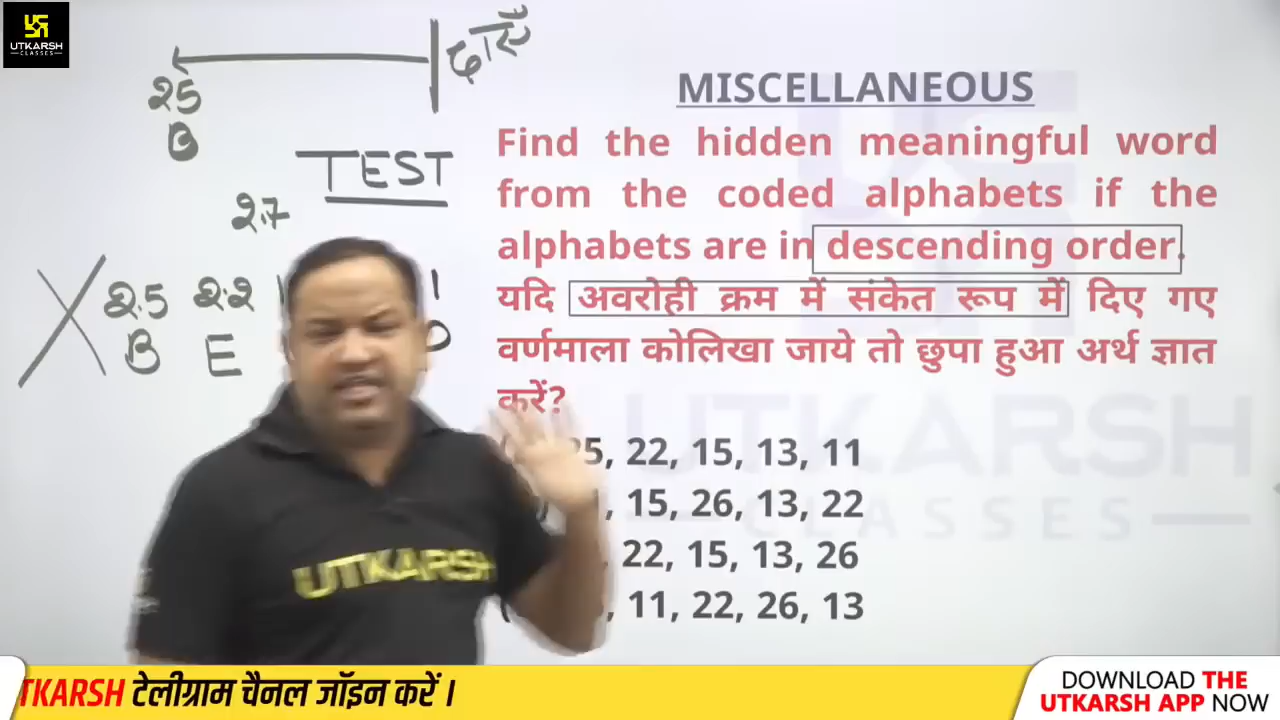 UTKARSH
CLASSES
25
B
दाएँ
TEST
27
25 22
B E
MISCELLANEOUS
Find the hidden meaningful word
from the coded alphabets if the
alphabets are in descending order.
यदि अवरोही क्रम में संकेत रूप में दिए गए
वर्णमाला कोलिखा जाये तो छुपा हुआ अर्थ ज्ञात
करें?
22, 15, 13, 11
15, 26, 13, 22
22, 15, 13, 26
11, 22, 26, 13
UTKARSH
CLASSES
UTKARSH
TKARSH टेलीग्राम चैनल जॉइन करें ।
DOWNLOAD THE
UTKARSH APP NOW